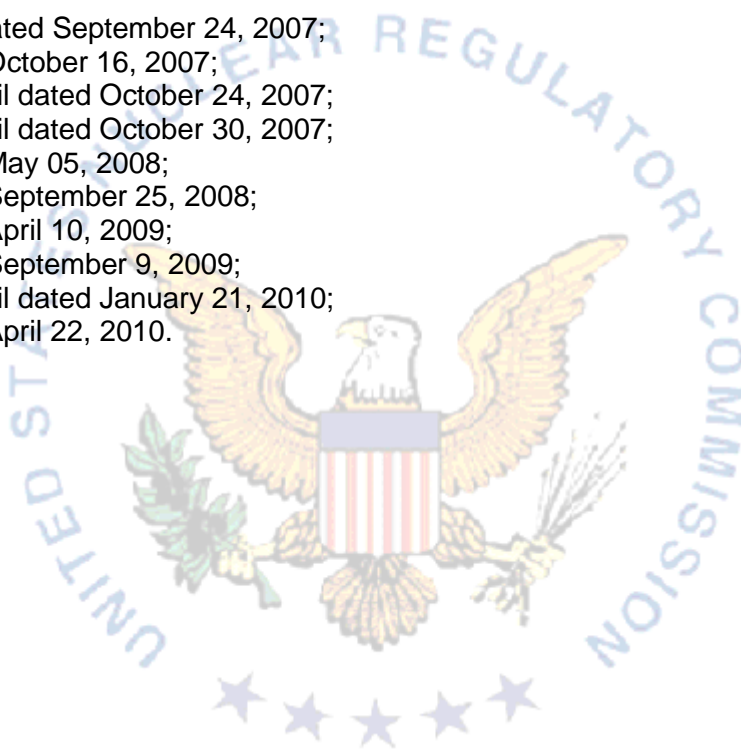 ated September 24, 2007;
October 16, 2007;
il dated October 24, 2007;
il dated October 30, 2007;
May 05, 2008;
September 25, 2008;
April 10, 2009;
September 9, 2009;
il dated January 21, 2010;
April 22, 2010.
UNITED STATES NUCLEAR REGULATORY COMMISSION